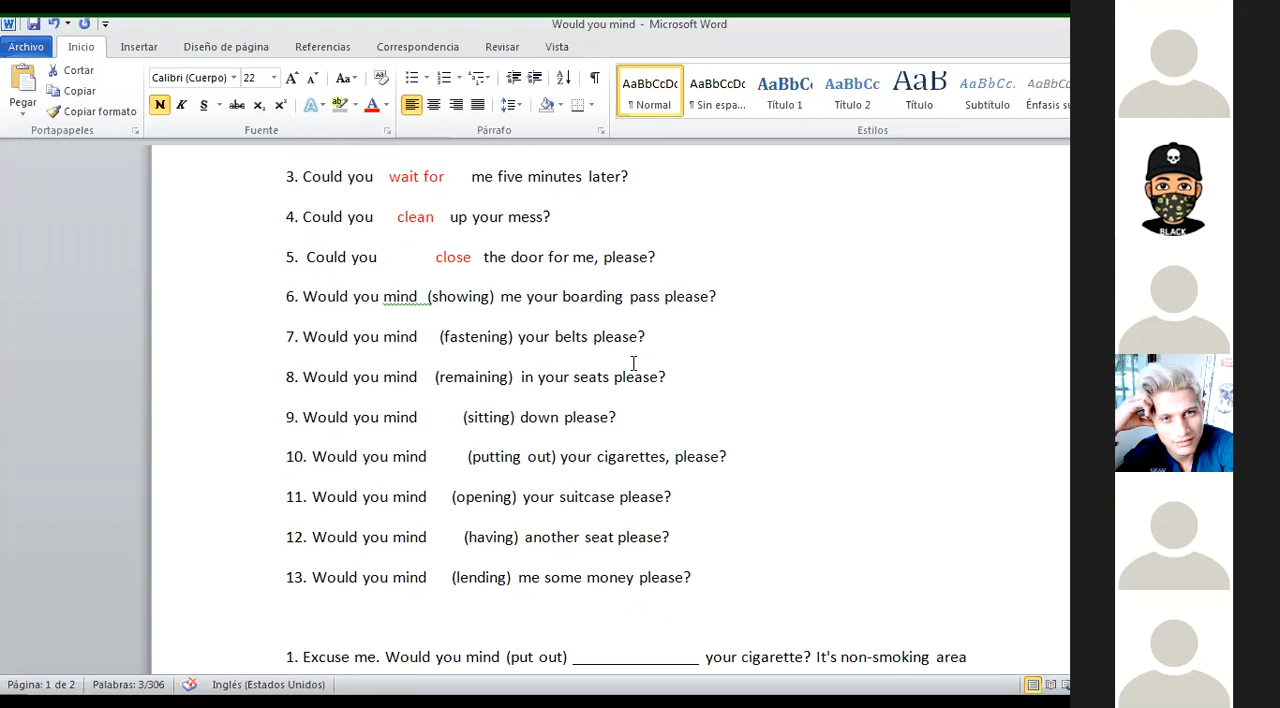 Would you mind - Microsoft Word
Archivo Inicio Insertar Diseño de página Referencias Correspondencia Revisar Vista
Pegar
Cortar
Copiar
Copiar formato
Portapapeles
Calibri (Cuerpo) 22
N K S abc x₂ x²
Fuente
Párrafo
AaBbCcDc AaBbCcDc AaBbC AaBbCc AaB AaBbCc. AaBbCcD
¶ Normal ¶ Sin espa... Título 1 Título 2 Título Subtítulo Énfasis su
Estilos
3. Could you wait for me five minutes later?
4. Could you clean up your mess?
5. Could you close the door for me, please?
6. Would you mind (showing) me your boarding pass please?
7. Would you mind (fastening) your belts please?
8. Would you mind (remaining) in your seats please?
9. Would you mind (sitting) down please?
10. Would you mind (putting out) your cigarettes, please?
11. Would you mind (opening) your suitcase please?
12. Would you mind (having) another seat please?
13. Would you mind (lending) me some money please?
1. Excuse me. Would you mind (put out) _______________ your cigarette? It's non-smoking area
Página: 1 de 2 Palabras: 3/306 Inglés (Estados Unidos)
BLACK